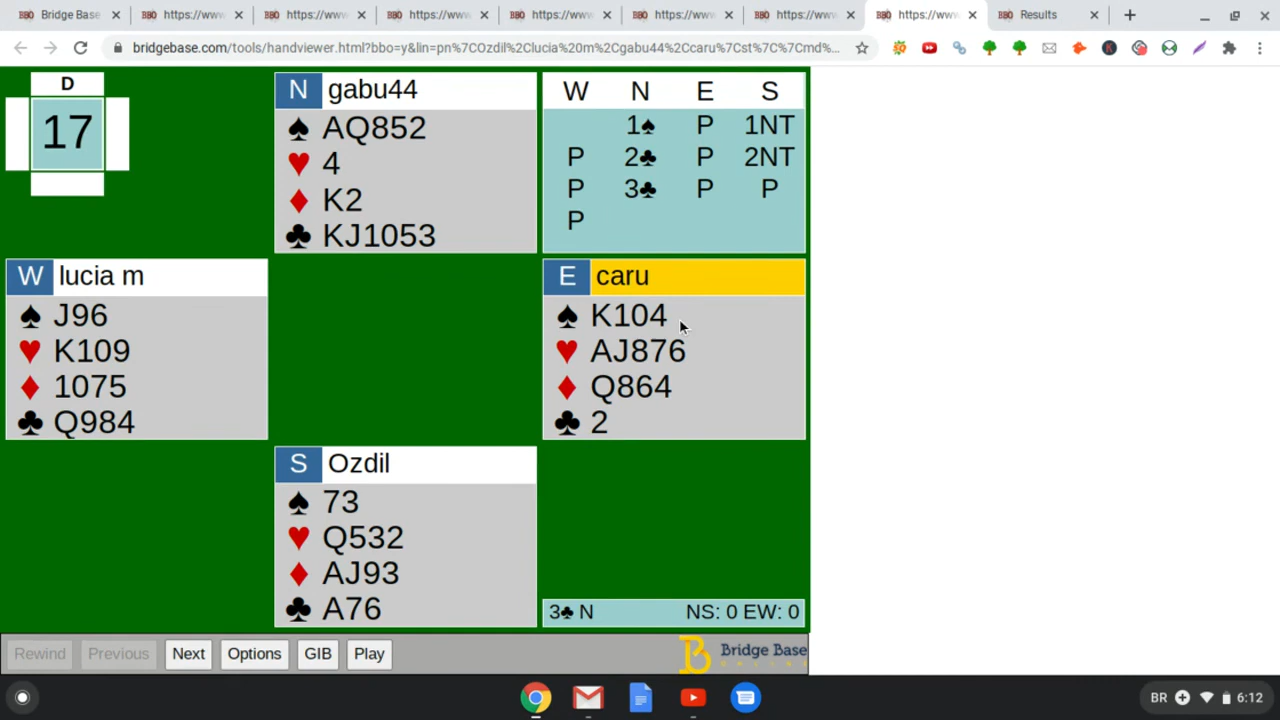 Bridge Base
https://www
https://www
https://www
https://www
https://www
https://www
https://www
Results
bridgebase.com/tools/handviewer.html?bbo=y&lin=pn%7COzdil%2Clucia%20m%2Cgabu44%2Ccaru%7Cst%7C%7Cmd%...
D
17
N gabu44
♠ AQ852
♥ 4
♦ K2
♣ KJ1053
W N E S
1♠ P 1NT
P 2♣ P 2NT
P 3♣ P P
P
W lucia m
♠ J96
♥ K109
♦ 1075
♣ Q984
E caru
♠ K104
♥ AJ876
♦ Q864
♣ 2
S Ozdil
♠ 73
♥ Q532
♦ AJ93
♣ A76
3♣ N NS: 0 EW: 0
Rewind Previous Next Options GIB Play
Bridge Base
BR 6:12